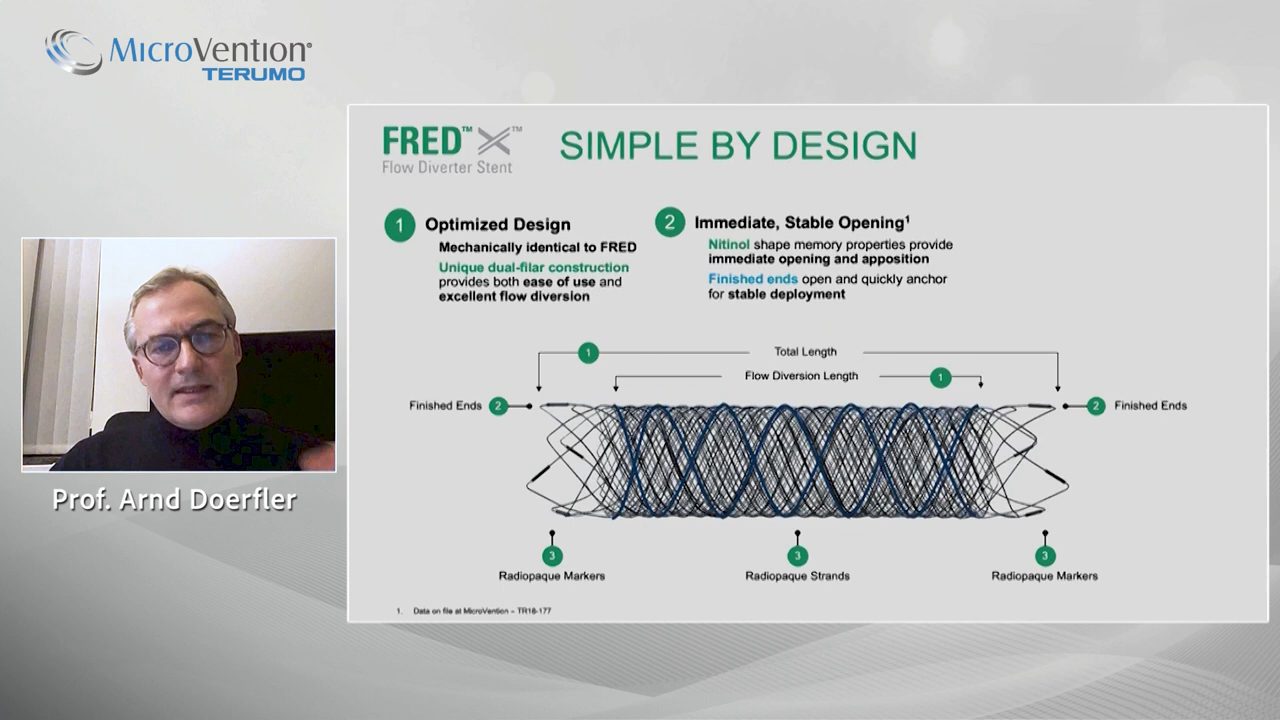 MICROVENTION®
TERUMO
FRED™ X™
Flow Diverter Stent
SIMPLE BY DESIGN
1
Optimized Design
Mechanically identical to FRED
Unique dual-filar construction
provides both ease of use and
excellent flow diversion
2
Immediate, Stable Opening¹
Nitinol shape memory properties provide
immediate opening and apposition
Finished ends open and quickly anchor
for stable deployment
1
Total Length
Flow Diversion Length
1
Finished Ends 2
2 Finished Ends
3
Radiopaque Markers
3
Radiopaque Strands
3
Radiopaque Markers
1. Data on file at MicroVention – TR18-177
Prof. Arnd Doerfler